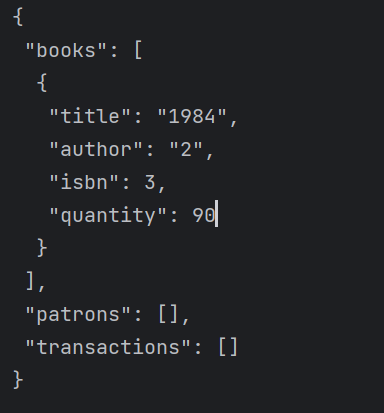 {
 "books": [
  {
   "title": "1984",
   "author": "2",
   "isbn": 3,
   "quantity": 90
  }
 ],
 "patrons": [],
 "transactions": []
}